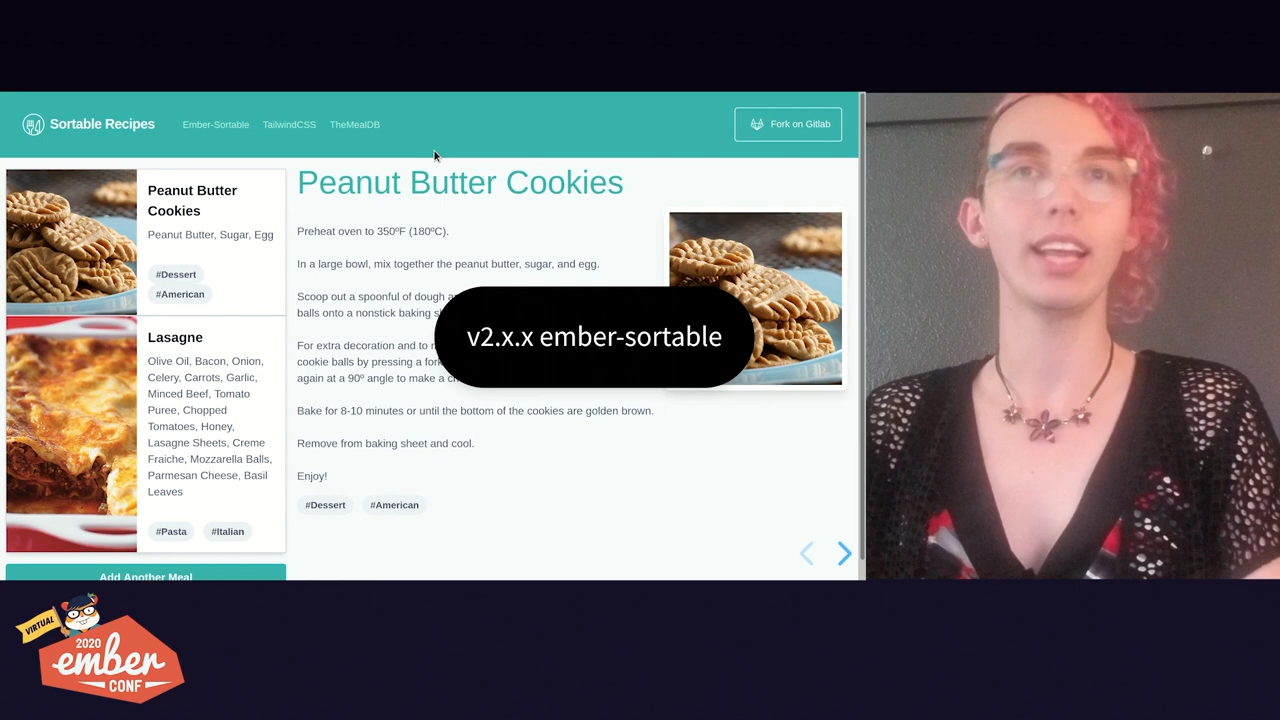 Sortable Recipes
Ember-Sortable
TailwindCSS
TheMealDB
Fork on Gitlab
Peanut Butter
Cookies
Peanut Butter, Sugar, Egg
#Dessert
#American
Lasagne
Olive Oil, Bacon, Onion,
Celery, Carrots, Garlic,
Minced Beef, Tomato
Puree, Chopped
Tomatoes, Honey,
Lasagne Sheets, Creme
Fraiche, Mozzarella Balls,
Parmesan Cheese, Basil
Leaves
#Pasta
#Italian
Add Another Meal
Peanut Butter Cookies
Preheat oven to 350ºF (180ºC).
In a large bowl, mix together the peanut butter, sugar, and egg.
Scoop out a spoonful of dough
balls onto a nonstick baking
For extra decoration and to
cookie balls by pressing a
again at a 90º angle to make a
Bake for 8-10 minutes or until the bottom of the cookies are golden brown.
Remove from baking sheet and cool.
Enjoy!
#Dessert
#American
v2.x.x ember-sortable
VIRTUAL
2020
ember
CONF